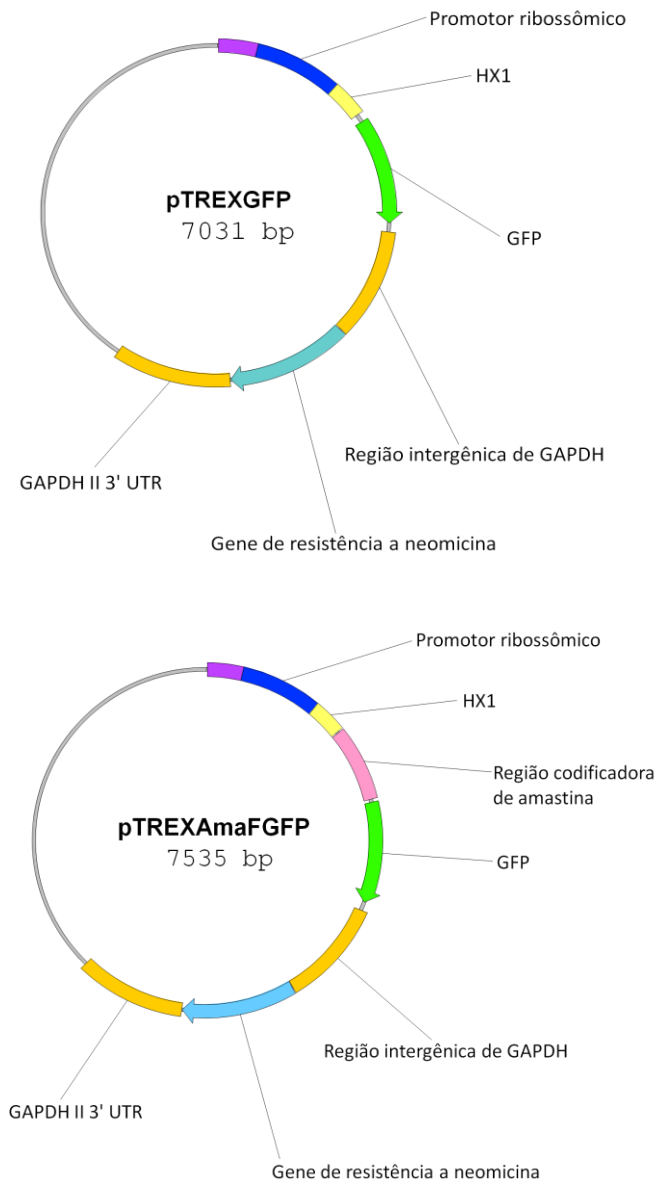 Promotor ribossômico
HX1
pTREXGFP
7031 bp
GFP
Região intergênica de GAPDH
GAPDH II 3' UTR
Gene de resistência a neomicina
Promotor ribossômico
HX1
Região codificadora
de amastina
pTREXAmaFGFP
7535 bp
GFP
Região intergênica de GAPDH
GAPDH II 3' UTR
Gene de resistência a neomicina